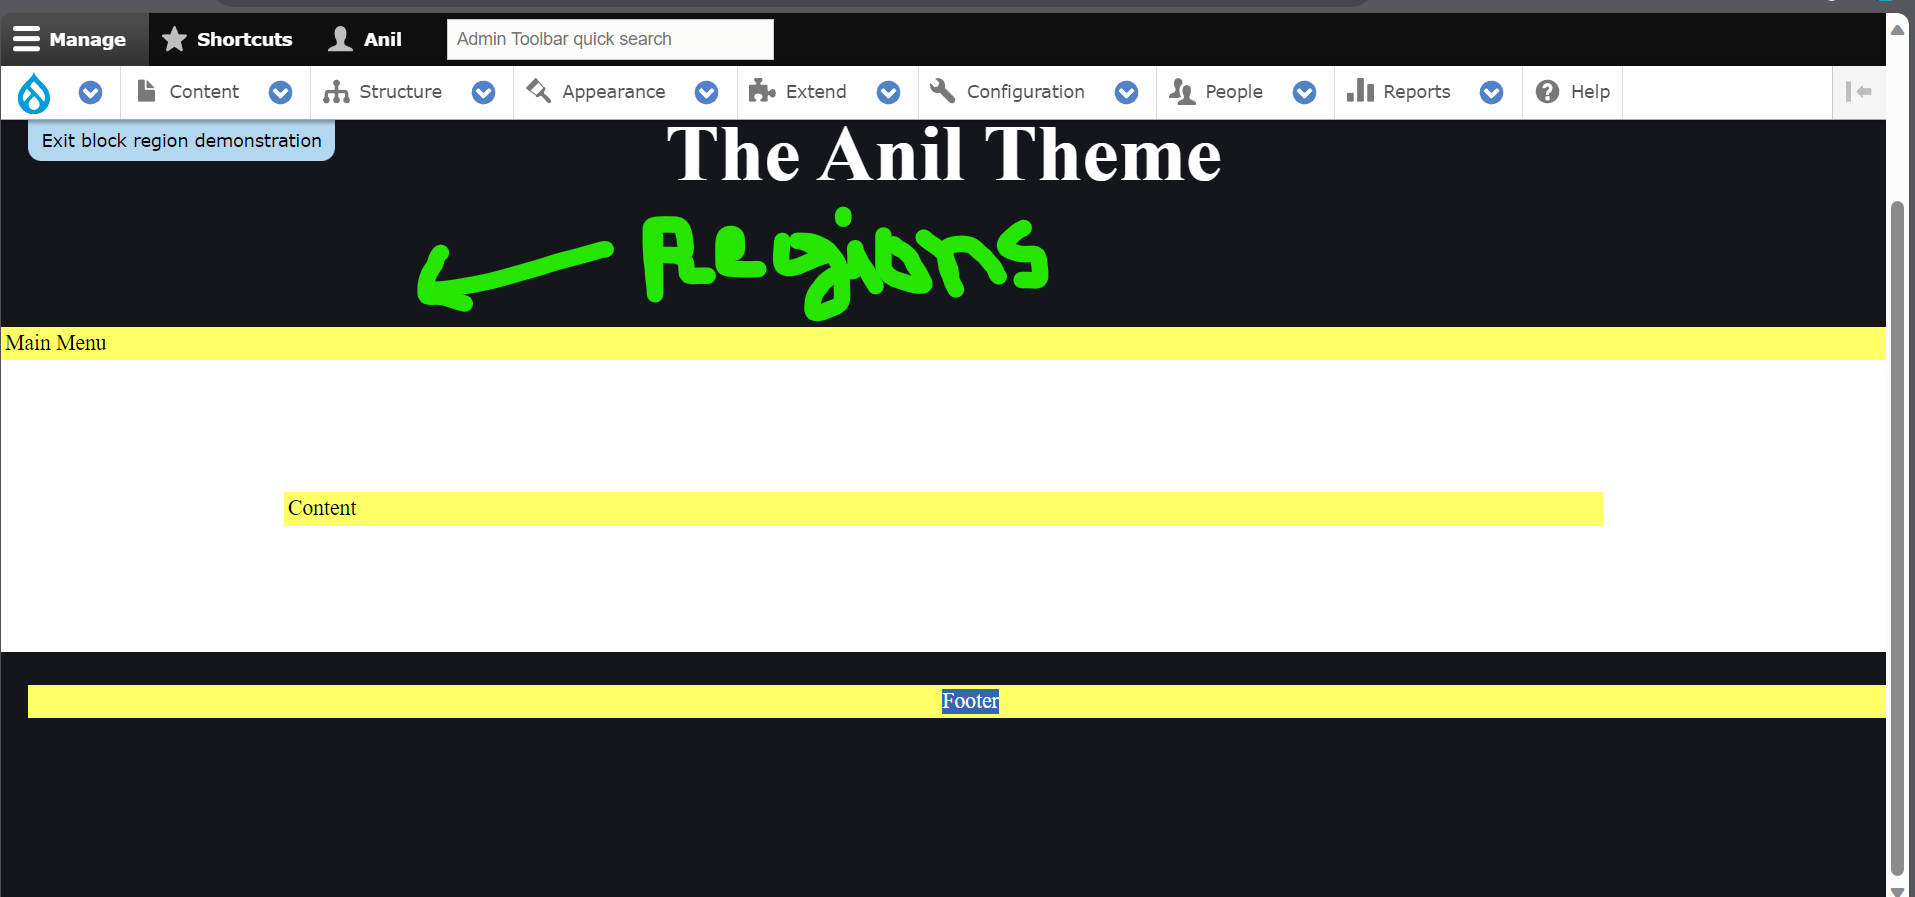 Manage Shortcuts Anil Admin Toolbar quick search
Content Structure Appearance Extend Configuration People Reports Help
Exit block region demonstration
The Anil Theme
Regions
Main Menu
Content
Footer